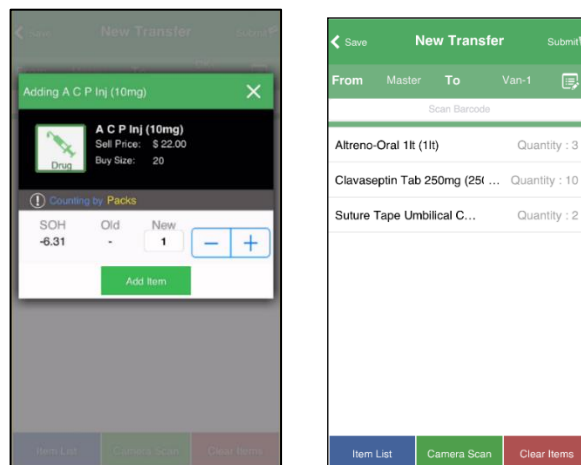 Save New Transfer Submit
Adding A C P Inj (10mg)
A C P Inj (10mg)
Sell Price: $ 22.00
Drug
Buy Size: 20
Counting by Packs
SOH Old New
-6.31 - 1 - +
Add Item
Item List Camera Scan Clear Items
Save New Transfer Submit
From Master To Van-1
Scan Barcode
Altreno-Oral 1lt (1lt) Quantity : 3
Clavaseptin Tab 250mg (25( ... Quantity : 10
Suture Tape Umbilical C... Quantity : 2
Item List Camera Scan Clear Items